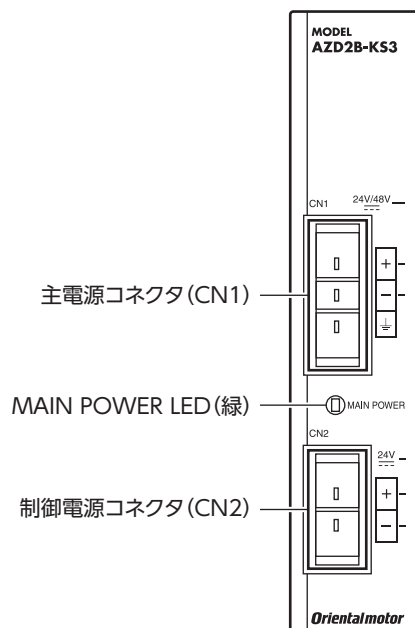 MODEL
AZD2B-KS3
CN1
24V/48V
主電源コネクタ(CN1)
+
−
MAIN POWER LED(緑)
MAIN POWER
CN2
24V
制御電源コネクタ(CN2)
+
−
Orientalmotor